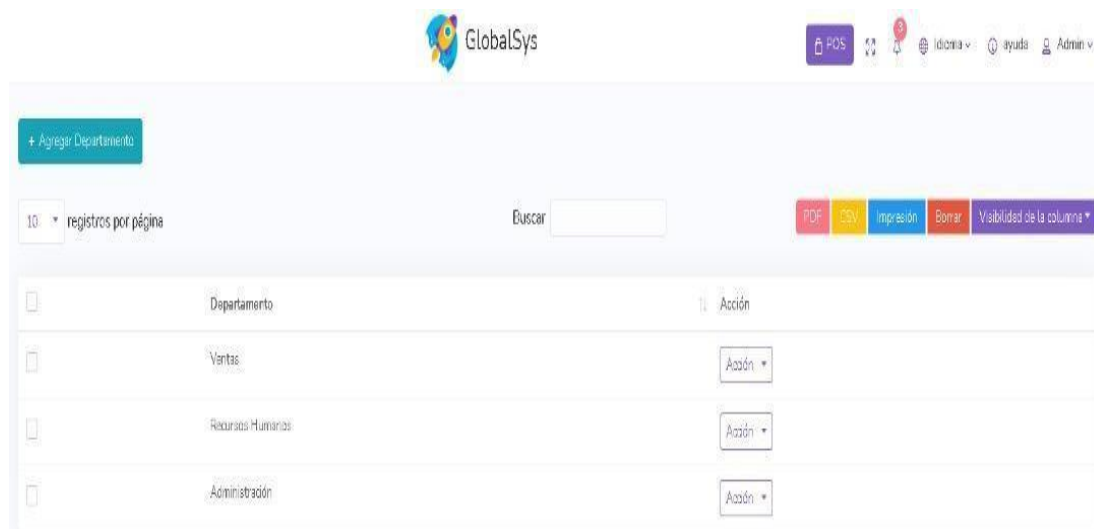 GlobalSys
POS
3
Idioma
ayuda
Admin
+ Agregar Departamento
10 registros por página
Buscar
PDF CSV Impresión Borrar Visibilidad de la columna
Departamento Acción
Ventas Acción
Recursos Humanos Acción
Administración Acción